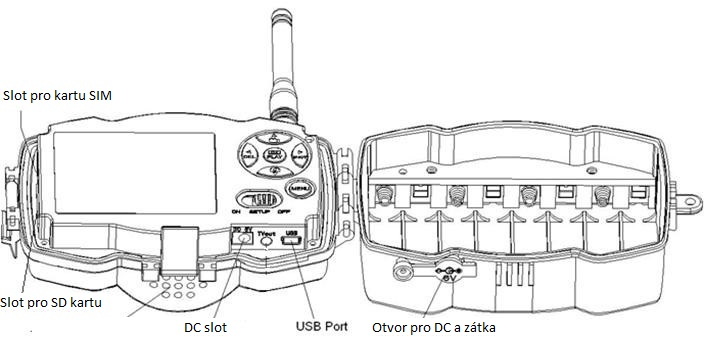 Slot pro kartu SIM
DEL
MENU
ON SETUP OFF
TVout
USB
6V
Slot pro SD kartu
DC slot
USB Port
Otvor pro DC a zátka